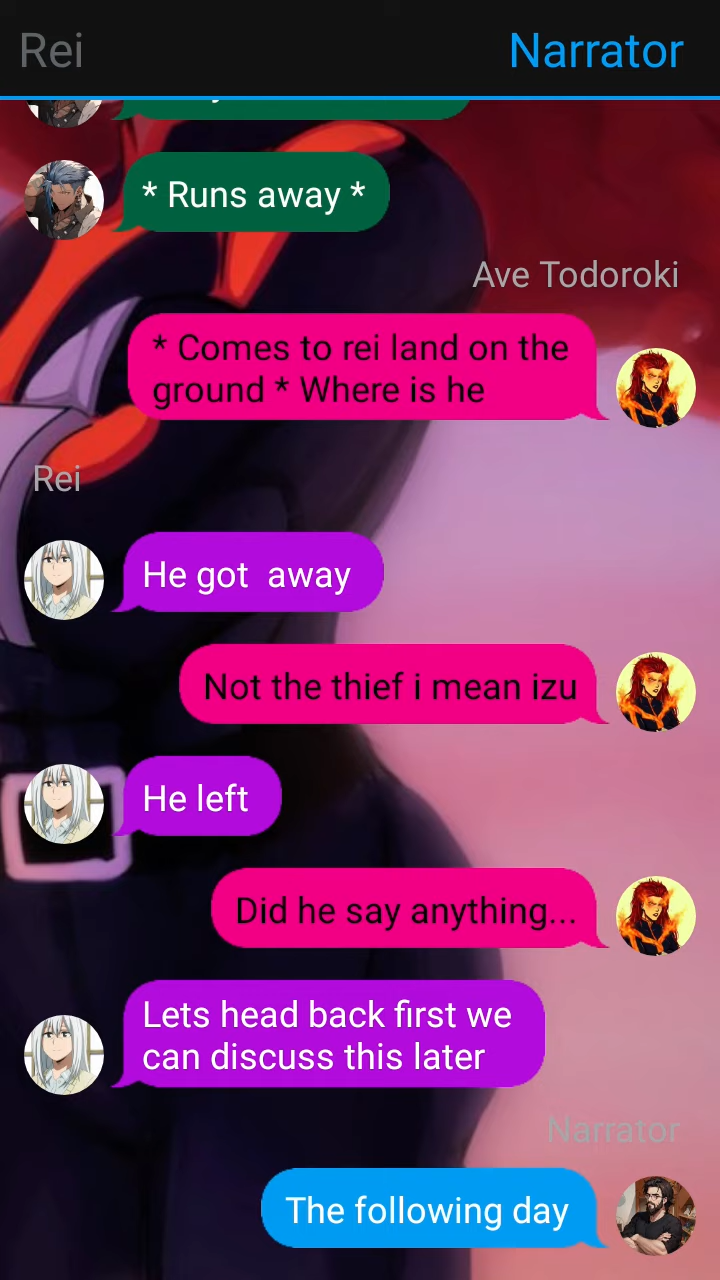 Rei
Narrator
* Runs away *
Ave Todoroki
* Comes to rei land on the
ground * Where is he
Rei
He got  away
Not the thief i mean izu
He left
Did he say anything...
Lets head back first we
can discuss this later
Narrator
The following day